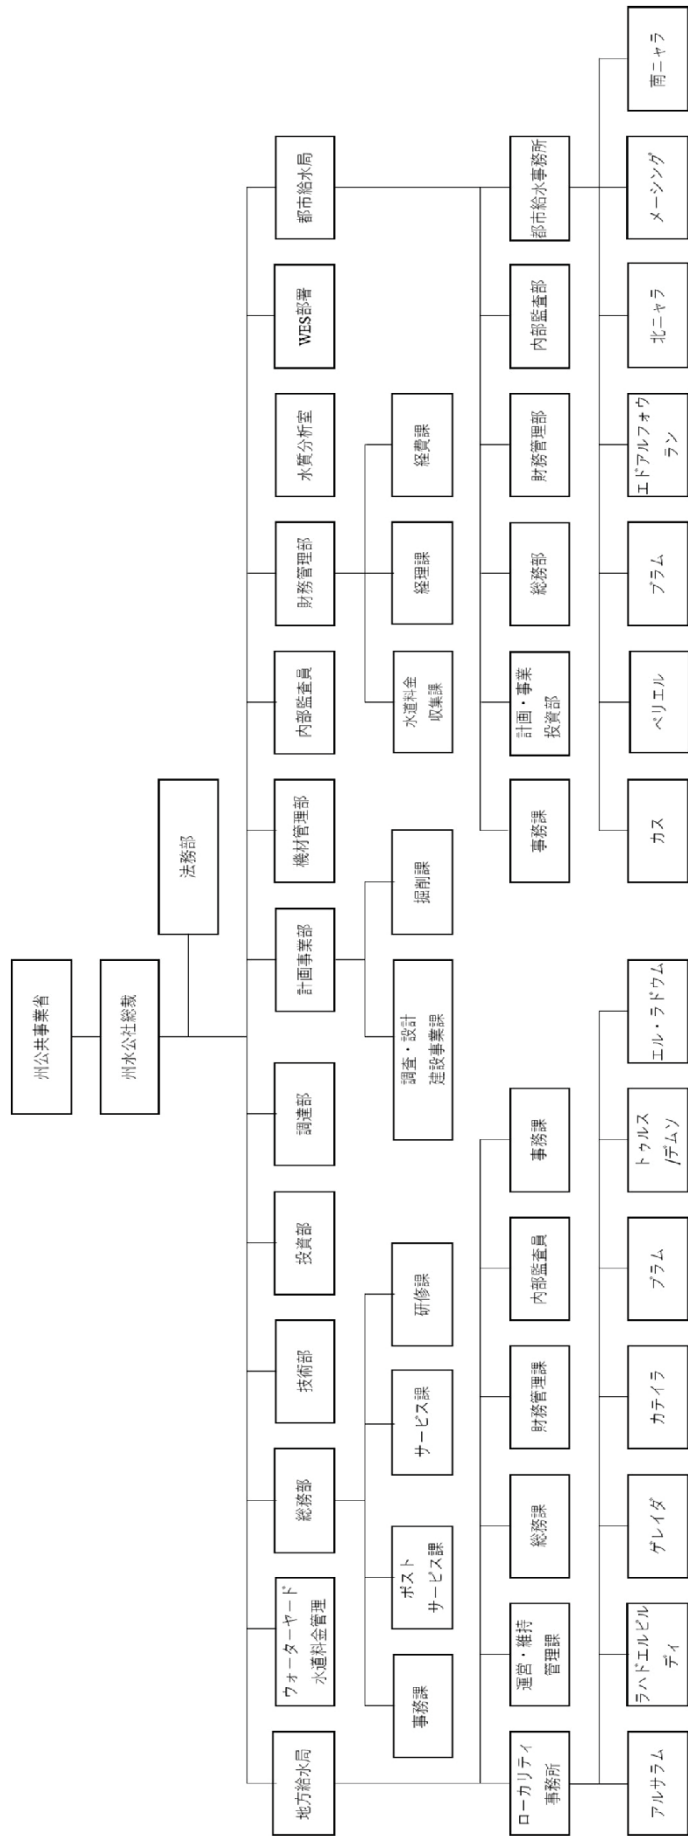 州公共事業省
州水公社総裁
法務部
地方給水局
ウォーターヤード
水道料金管理
総務部
技術部
投資部
調達部
計画事業部
機材管理部
内部監査員
財務管理部
水質分析室
WES部署
都市給水局
事務課
ポスト
サービス課
サービス課
研修課
調査・設計
建設事業課
掘削課
水道料金
収集課
経理課
経費課
ローカリティ
事務所
運営・維持
管理課
総務課
財務管理課
内部監査員
事務課
事務課
計画・事業
投資部
総務部
財務管理部
内部監査部
都市給水事務所
アルサラム
ラハドエルビル
ディ
ゲレイダ
カテイラ
ブラム
トゥルス
/デムソ
エル・ラドウム
カス
ベリエル
ブラム
エドアルフォウ
ラン
北ニャラ
メーシング
南ニャラ